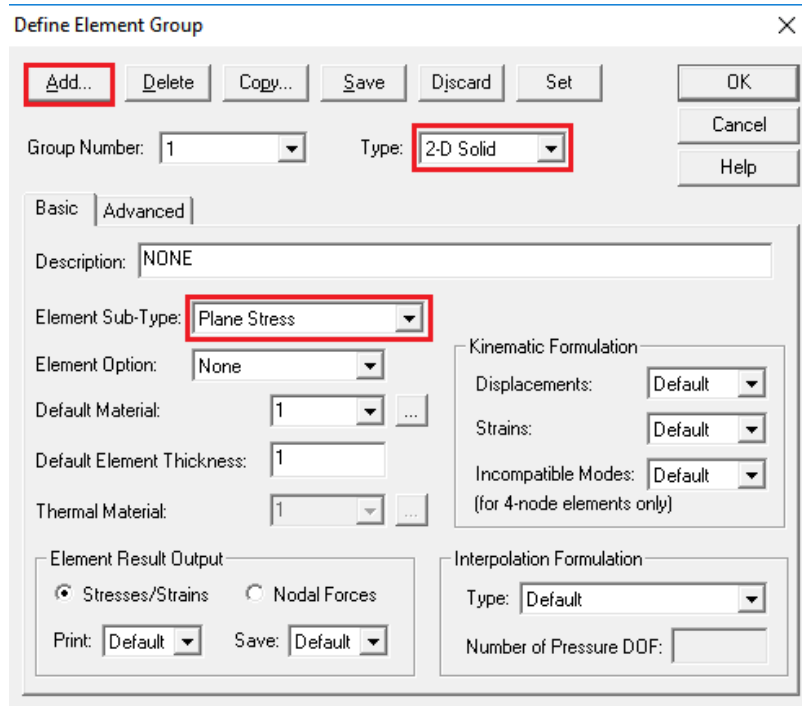 Define Element Group
Add... Delete Copy... Save Discard Set OK
Cancel
Group Number: 1 Type: 2-D Solid
Help
Basic Advanced
Description: NONE
Element Sub-Type: Plane Stress
Element Option: None
Default Material: 1 ...
Default Element Thickness: 1
Thermal Material: 1 ...
Kinematic Formulation
Displacements: Default
Strains: Default
Incompatible Modes: Default
(for 4-node elements only)
Element Result Output
Stresses/Strains Nodal Forces
Print: Default Save: Default
Interpolation Formulation
Type: Default
Number of Pressure DOF: